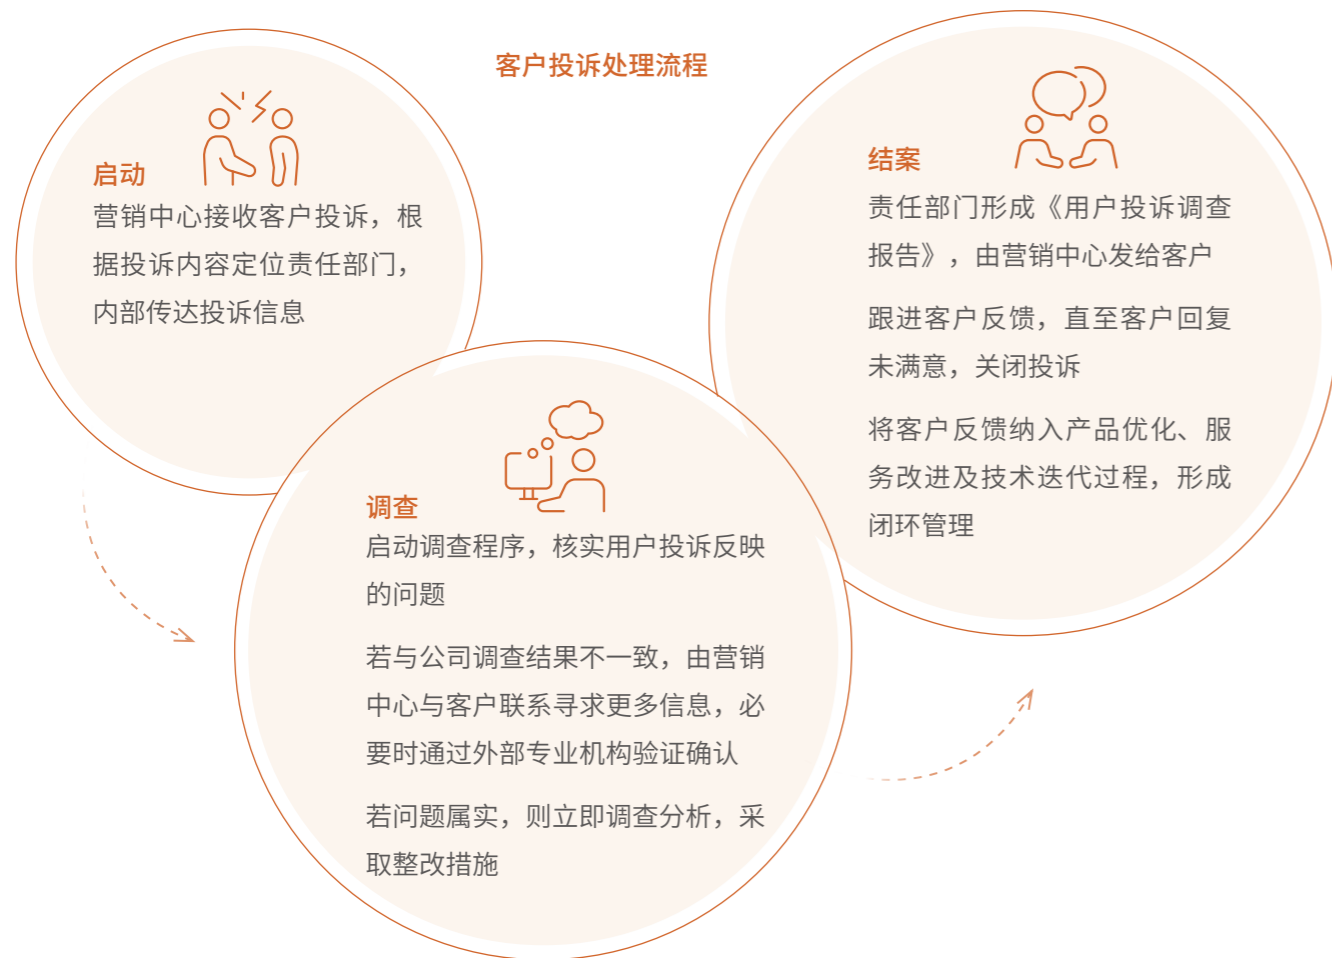 客户投诉处理流程
启动
营销中心接收客户投诉，根
据投诉内容定位责任部门，
内部传达投诉信息
调查
启动调查程序，核实用户投诉反映
的问题
若与公司调查结果不一致，由营销
中心与客户联系寻求更多信息，必
要时通过外部专业机构验证确认
若问题属实，则立即调查分析，采
取整改措施
结案
责任部门形成《用户投诉调查
报告》，由营销中心发给客户
跟进客户反馈，直至客户回复
未满意，关闭投诉
将客户反馈纳入产品优化、服
务改进及技术迭代过程，形成
闭环管理